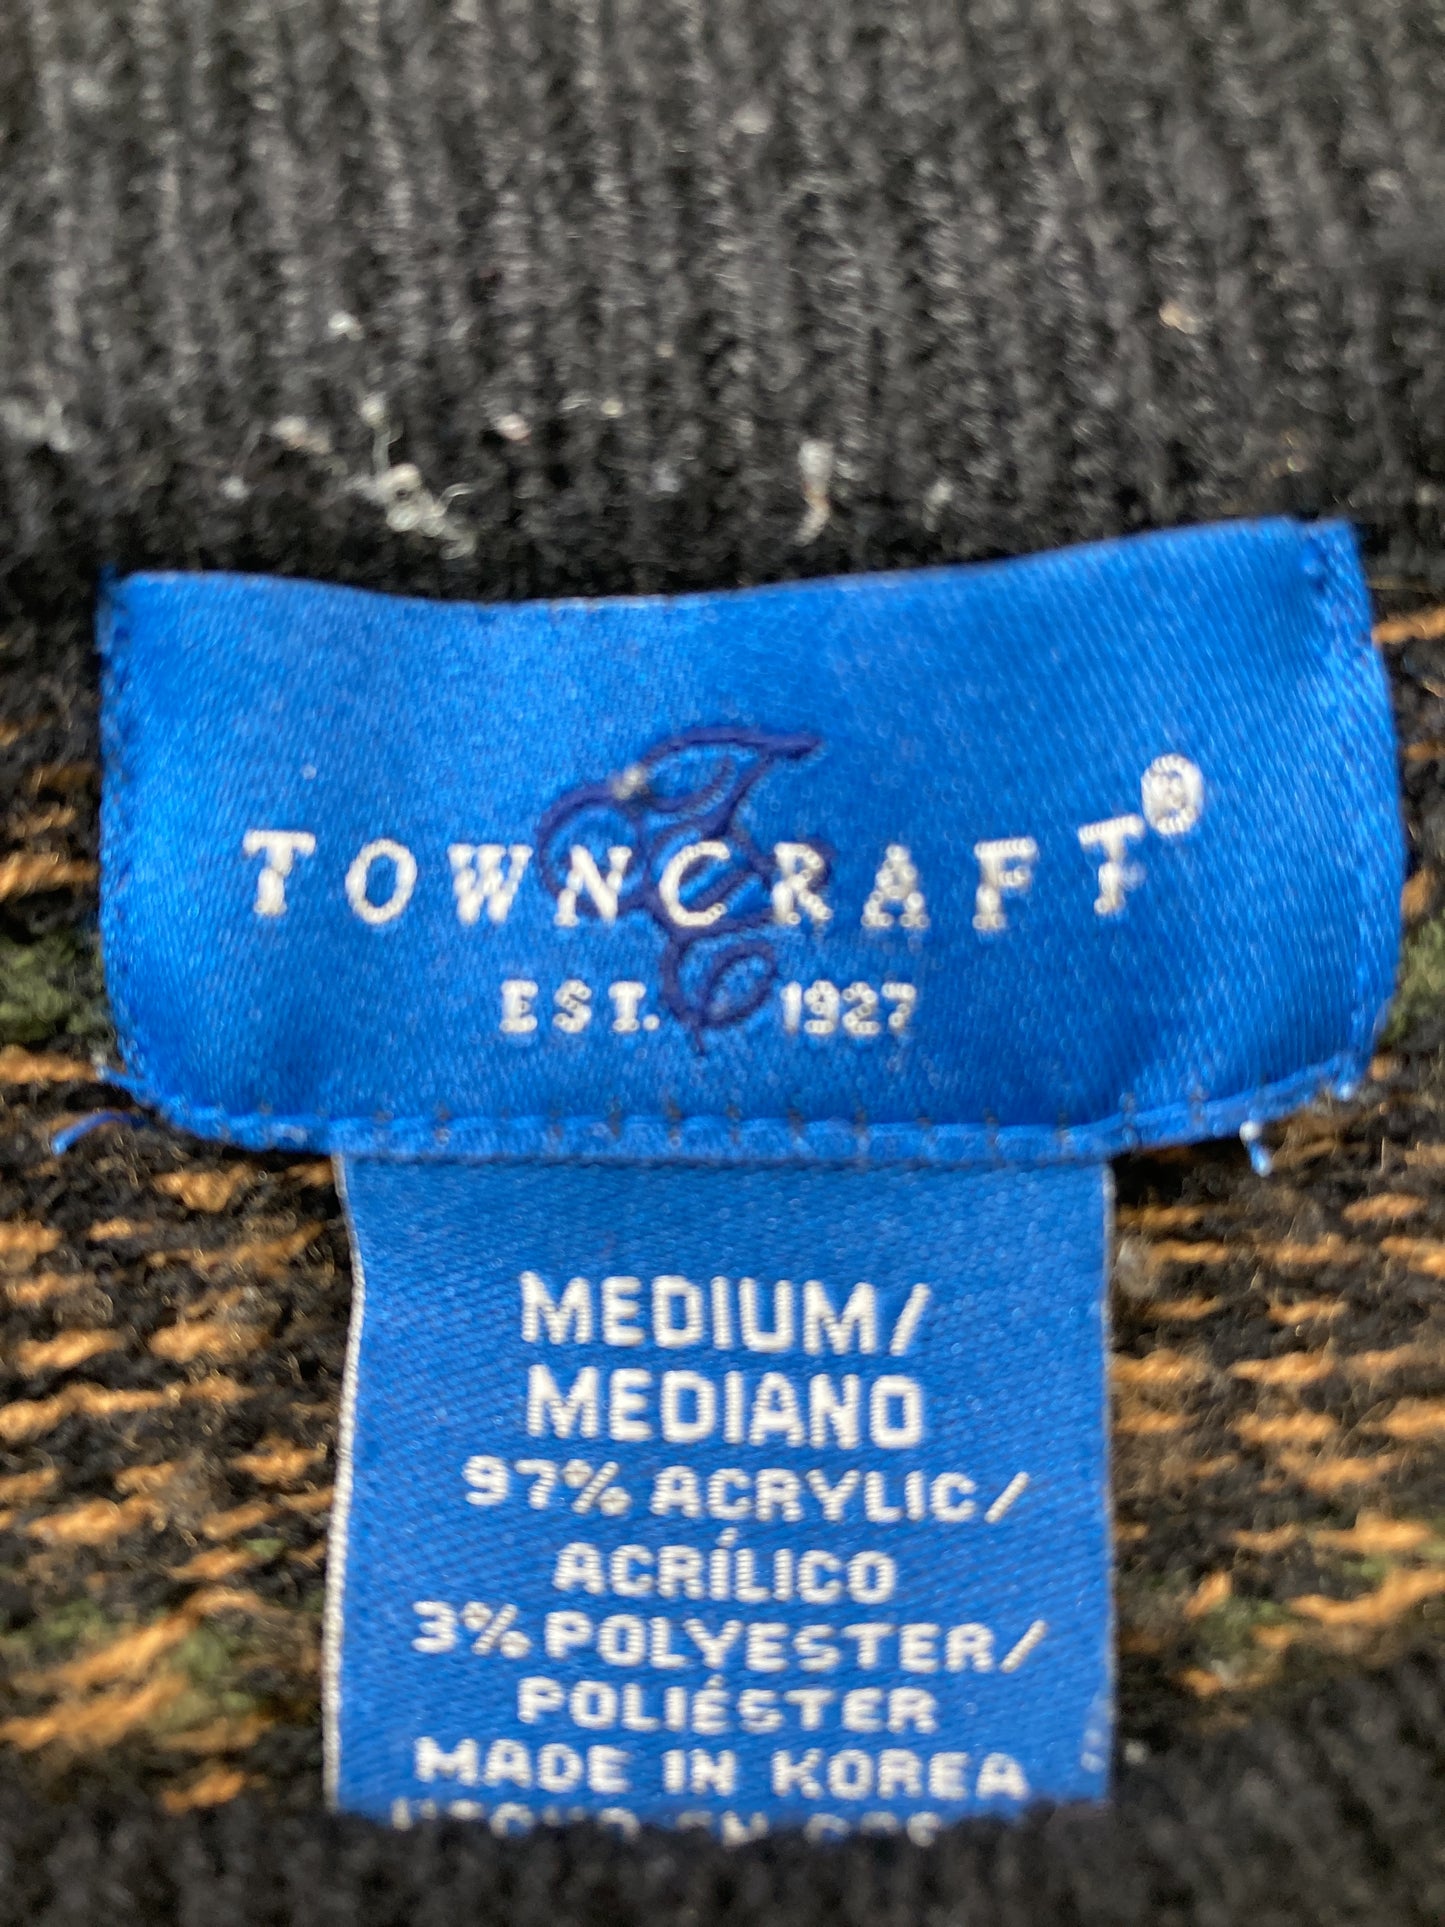 TOWNCRAFT®
EST. 1927
MEDIUM/
MEDIANO
97% ACRYLIC/
ACRÍLICO
3% POLYESTER/
POLIÉSTER
MADE IN KOREA